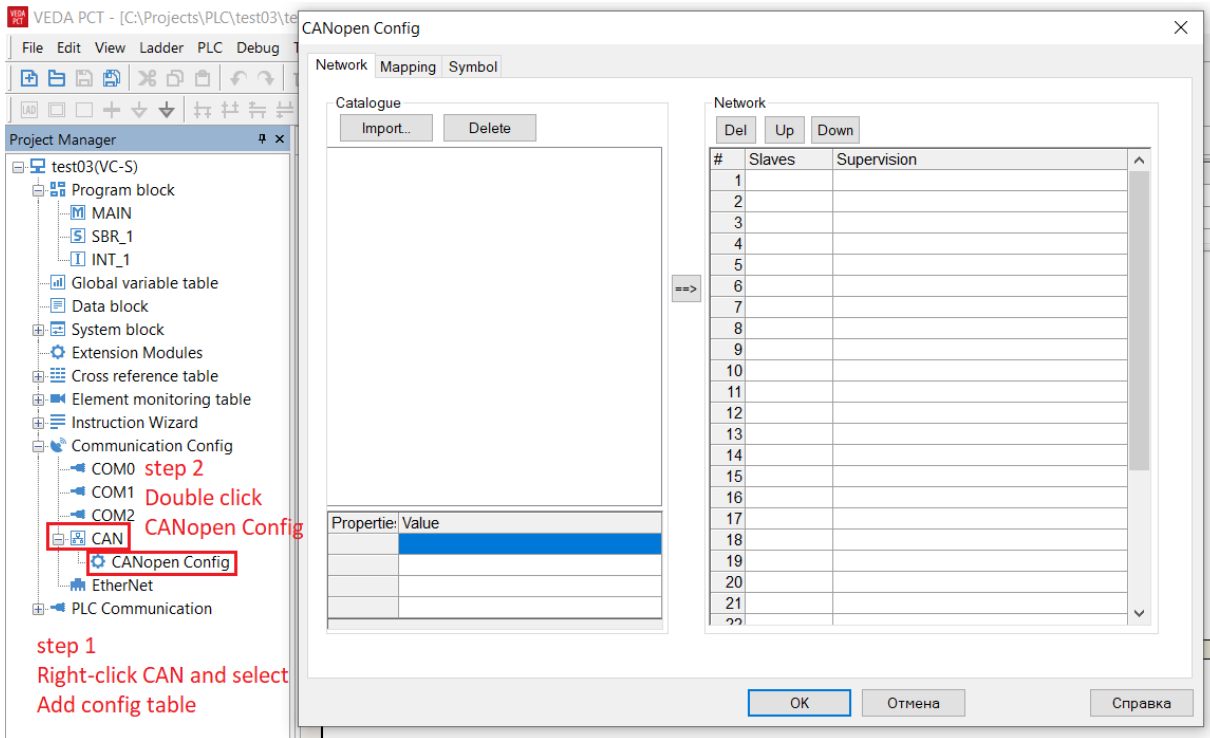 VEDA PCT
VEDA PCT - [C:\Projects\PLC\test03\te
File Edit View Ladder PLC Debug T
LAD
Project Manager
test03(VC-S)
Program block
M MAIN
S SBR_1
I INT_1
Global variable table
Data block
System block
Extension Modules
Cross reference table
Element monitoring table
Instruction Wizard
Communication Config
COM0
COM1
COM2
CAN
CANopen Config
EtherNet
PLC Communication
step 2
Double click
CANopen Config
step 1
Right-click CAN and select
Add config table
CANopen Config
Network Mapping Symbol
Catalogue
Import... Delete
Propertie: Value
==>
Network
Del Up Down
# Slaves Supervision
1
2
3
4
5
6
7
8
9
10
11
12
13
14
15
16
17
18
19
20
21
22
OK Отмена Справка